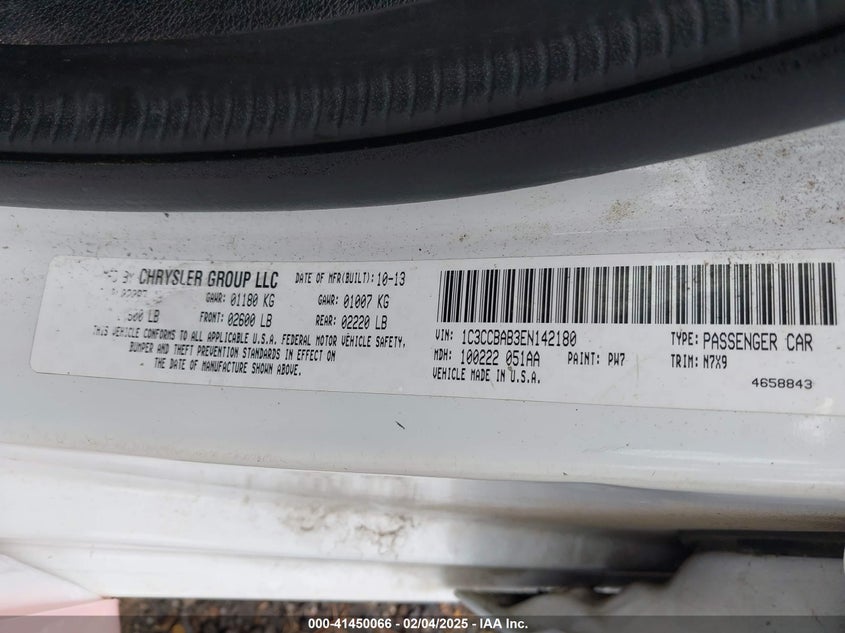 BY CHRYSLER GROUP LLC DATE OF MFR(BUILT): 10-13
GAWR: 01180 KG GAWR: 01007 KG
LB FRONT: 02600 LB REAR: 02220 LB
THIS VEHICLE CONFORMS TO ALL APPLICABLE U.S.A. FEDERAL MOTOR VEHICLE SAFETY,
BUMPER AND THEFT PREVENTION STANDARDS IN EFFECT ON
THE DATE OF MANUFACTURE SHOWN ABOVE.
VIN: 1C3CCBAB3EN142180 TYPE: PASSENGER CAR
MDH: 100222 051AA PAINT: PW7 TRIM: N7X9
VEHICLE MADE IN U.S.A.
4658843
000-41450066 - 02/04/2025 - IAA Inc.